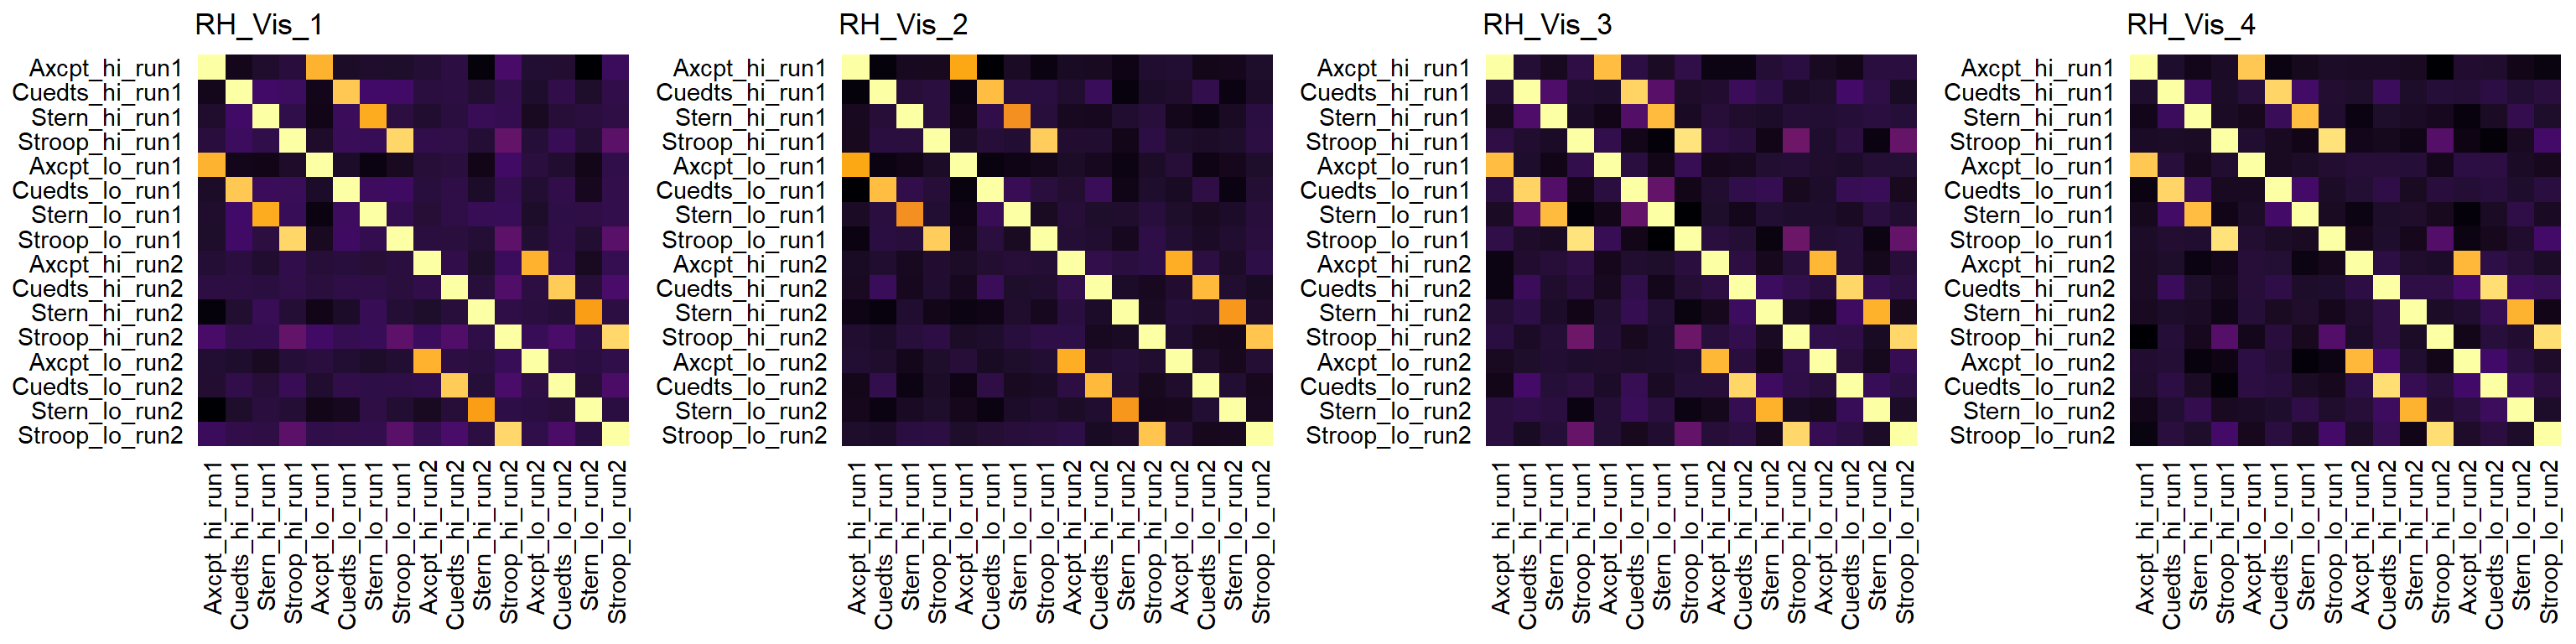 RH_Vis_1
Axcpt_hi_run1
Cuedts_hi_run1
Stern_hi_run1
Stroop_hi_run1
Axcpt_lo_run1
Cuedts_lo_run1
Stern_lo_run1
Stroop_lo_run1
Axcpt_hi_run2
Cuedts_hi_run2
Stern_hi_run2
Stroop_hi_run2
Axcpt_lo_run2
Cuedts_lo_run2
Stern_lo_run2
Stroop_lo_run2
Axcpt_hi_run1
Cuedts_hi_run1
Stern_hi_run1
Stroop_hi_run1
Axcpt_lo_run1
Cuedts_lo_run1
Stern_lo_run1
Stroop_lo_run1
Axcpt_hi_run2
Cuedts_hi_run2
Stern_hi_run2
Stroop_hi_run2
Axcpt_lo_run2
Cuedts_lo_run2
Stern_lo_run2
Stroop_lo_run2
RH_Vis_2
Axcpt_hi_run1
Cuedts_hi_run1
Stern_hi_run1
Stroop_hi_run1
Axcpt_lo_run1
Cuedts_lo_run1
Stern_lo_run1
Stroop_lo_run1
Axcpt_hi_run2
Cuedts_hi_run2
Stern_hi_run2
Stroop_hi_run2
Axcpt_lo_run2
Cuedts_lo_run2
Stern_lo_run2
Stroop_lo_run2
Axcpt_hi_run1
Cuedts_hi_run1
Stern_hi_run1
Stroop_hi_run1
Axcpt_lo_run1
Cuedts_lo_run1
Stern_lo_run1
Stroop_lo_run1
Axcpt_hi_run2
Cuedts_hi_run2
Stern_hi_run2
Stroop_hi_run2
Axcpt_lo_run2
Cuedts_lo_run2
Stern_lo_run2
Stroop_lo_run2
RH_Vis_3
Axcpt_hi_run1
Cuedts_hi_run1
Stern_hi_run1
Stroop_hi_run1
Axcpt_lo_run1
Cuedts_lo_run1
Stern_lo_run1
Stroop_lo_run1
Axcpt_hi_run2
Cuedts_hi_run2
Stern_hi_run2
Stroop_hi_run2
Axcpt_lo_run2
Cuedts_lo_run2
Stern_lo_run2
Stroop_lo_run2
Axcpt_hi_run1
Cuedts_hi_run1
Stern_hi_run1
Stroop_hi_run1
Axcpt_lo_run1
Cuedts_lo_run1
Stern_lo_run1
Stroop_lo_run1
Axcpt_hi_run2
Cuedts_hi_run2
Stern_hi_run2
Stroop_hi_run2
Axcpt_lo_run2
Cuedts_lo_run2
Stern_lo_run2
Stroop_lo_run2
RH_Vis_4
Axcpt_hi_run1
Cuedts_hi_run1
Stern_hi_run1
Stroop_hi_run1
Axcpt_lo_run1
Cuedts_lo_run1
Stern_lo_run1
Stroop_lo_run1
Axcpt_hi_run2
Cuedts_hi_run2
Stern_hi_run2
Stroop_hi_run2
Axcpt_lo_run2
Cuedts_lo_run2
Stern_lo_run2
Stroop_lo_run2
Axcpt_hi_run1
Cuedts_hi_run1
Stern_hi_run1
Stroop_hi_run1
Axcpt_lo_run1
Cuedts_lo_run1
Stern_lo_run1
Stroop_lo_run1
Axcpt_hi_run2
Cuedts_hi_run2
Stern_hi_run2
Stroop_hi_run2
Axcpt_lo_run2
Cuedts_lo_run2
Stern_lo_run2
Stroop_lo_run2